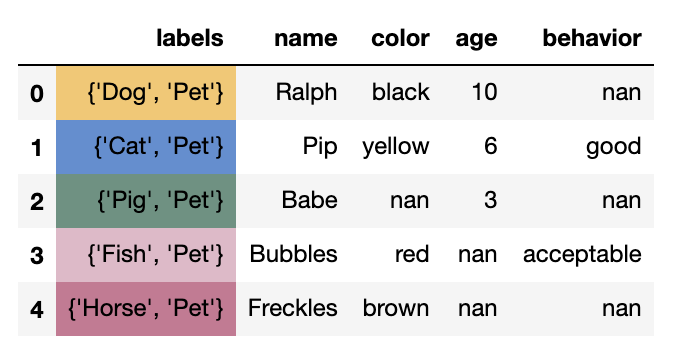 labels name color age behavior
0 {'Dog', 'Pet'} Ralph black 10 nan
1 {'Cat', 'Pet'} Pip yellow 6 good
2 {'Pig', 'Pet'} Babe nan 3 nan
3 {'Fish', 'Pet'} Bubbles red nan acceptable
4 {'Horse', 'Pet'} Freckles brown nan nan